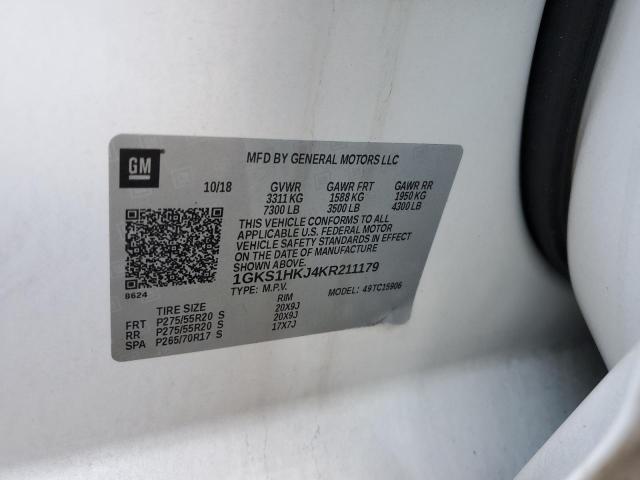 GM
MFD BY GENERAL MOTORS LLC
10/18 GVWR GAWR FRT GAWR RR
3311 KG 1588 KG 1950 KG
7300 LB 3500 LB 4300 LB
THIS VEHICLE CONFORMS TO ALL
APPLICABLE U.S. FEDERAL MOTOR
VEHICLE SAFETY STANDARDS IN EFFECT
ON THE DATE OF MANUFACTURE
SHOWN ABOVE.
1GKS1HKJ4KR211179
8624
TYPE: M.P.V. MODEL: 49TC15906
TIRE SIZE RIM
FRT P275/55R20 S 20X9J
RR P275/55R20 S 20X9J
SPA P265/70R17 S 17X7J